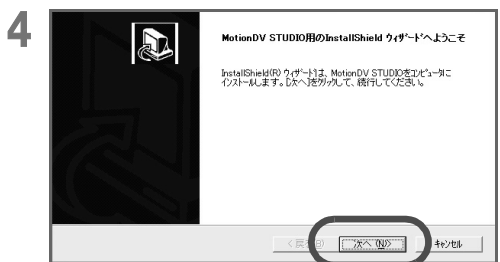 4
MotionDV STUDIO用のInstallShield ウィザードへようこそ
InstallShield(R) ウィザードは、MotionDV STUDIOをコンピュータに
インストールします。[次へ]をクリックして、続行してください。
< 戻る(B)
次へ(N)>
キャンセル